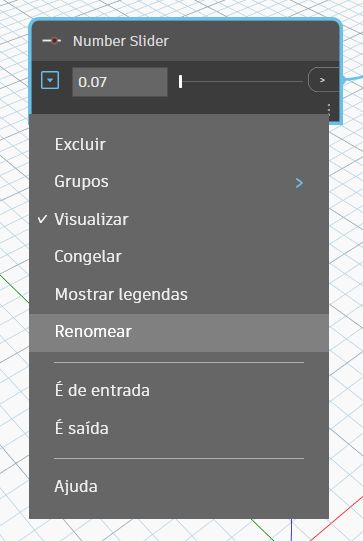 Number Slider
0.07
>
Excluir
Grupos
Visualizar
Congelar
Mostrar legendas
Renomear
É de entrada
É saída
Ajuda